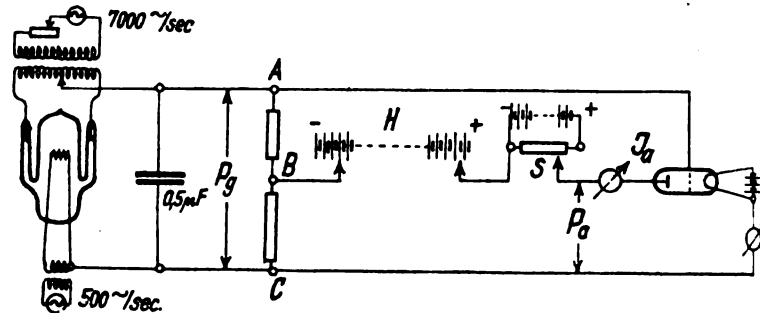 7000~/sec
A
- H +
- +
B
S
J_a
P_g
0,5µF
P_a
C
500~/sec.